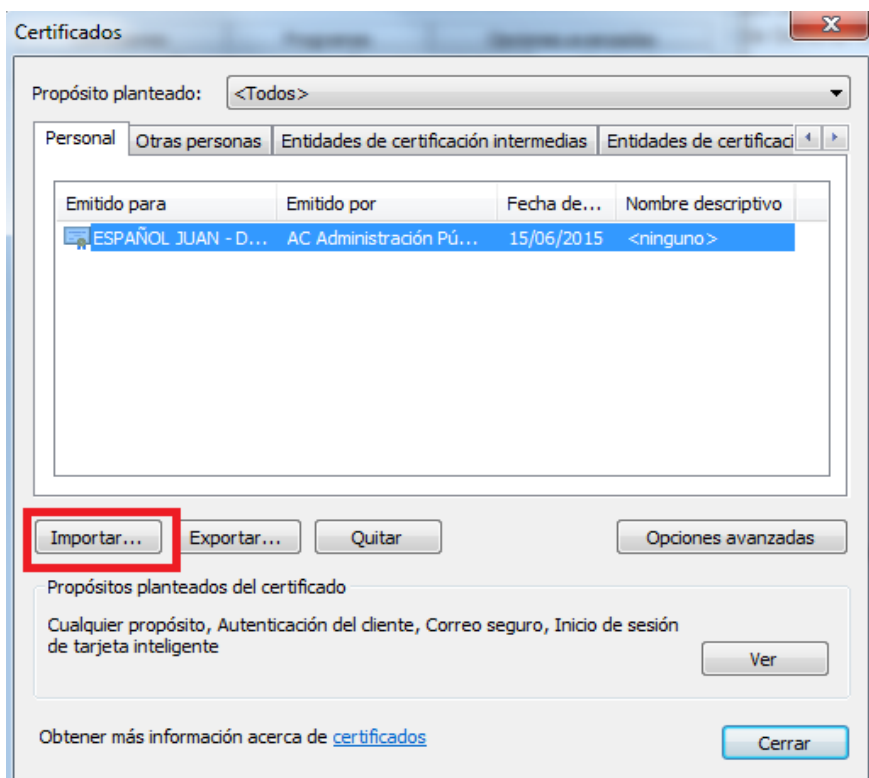 Certificados
Propósito planteado: <Todos>
Personal Otras personas Entidades de certificación intermedias Entidades de certificaci
Emitido para Emitido por Fecha de... Nombre descriptivo
ESPAÑOL JUAN - D... AC Administración Pú... 15/06/2015 <ninguno>
Importar... Exportar... Quitar Opciones avanzadas
Propósitos planteados del certificado
Cualquier propósito, Autenticación del cliente, Correo seguro, Inicio de sesión
de tarjeta inteligente
Ver
Obtener más información acerca de certificados
Cerrar